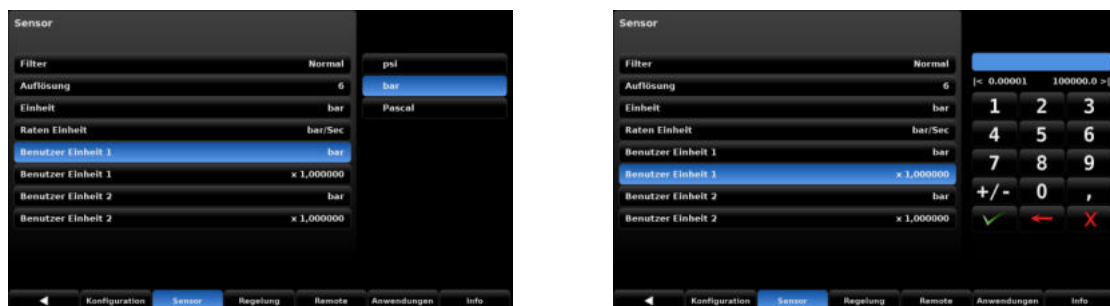 Sensor
Filter Normal
Auflösung 6
Einheit bar
Raten Einheit bar/Sec
Benutzer Einheit 1 bar
Benutzer Einheit 1 x 1,000000
Benutzer Einheit 2 bar
Benutzer Einheit 2 x 1,000000
psi
bar
Pascal
Konfiguration Sensor Regelung Remote Anwendungen Info
Sensor
Filter Normal
Auflösung 6
Einheit bar
Raten Einheit bar/Sec
Benutzer Einheit 1 bar
Benutzer Einheit 1 x 1,000000
Benutzer Einheit 2 bar
Benutzer Einheit 2 x 1,000000
|< 0.00001 100000.0 >|
1 2 3
4 5 6
7 8 9
+/- 0 ,
X
Konfiguration Sensor Regelung Remote Anwendungen Info